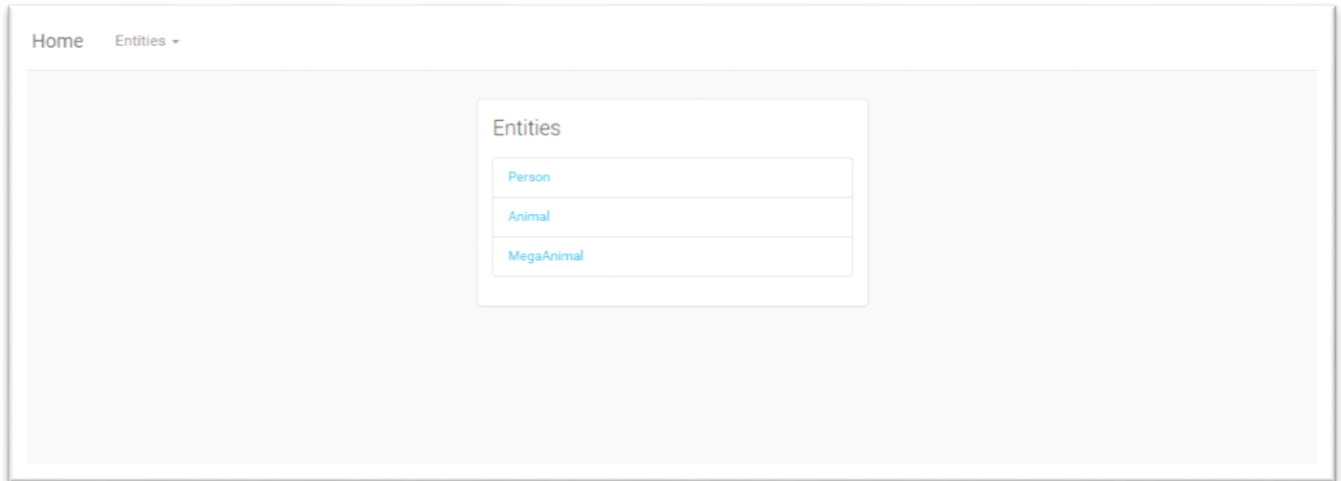 Home Entities
Entities
Person
Animal
MegaAnimal